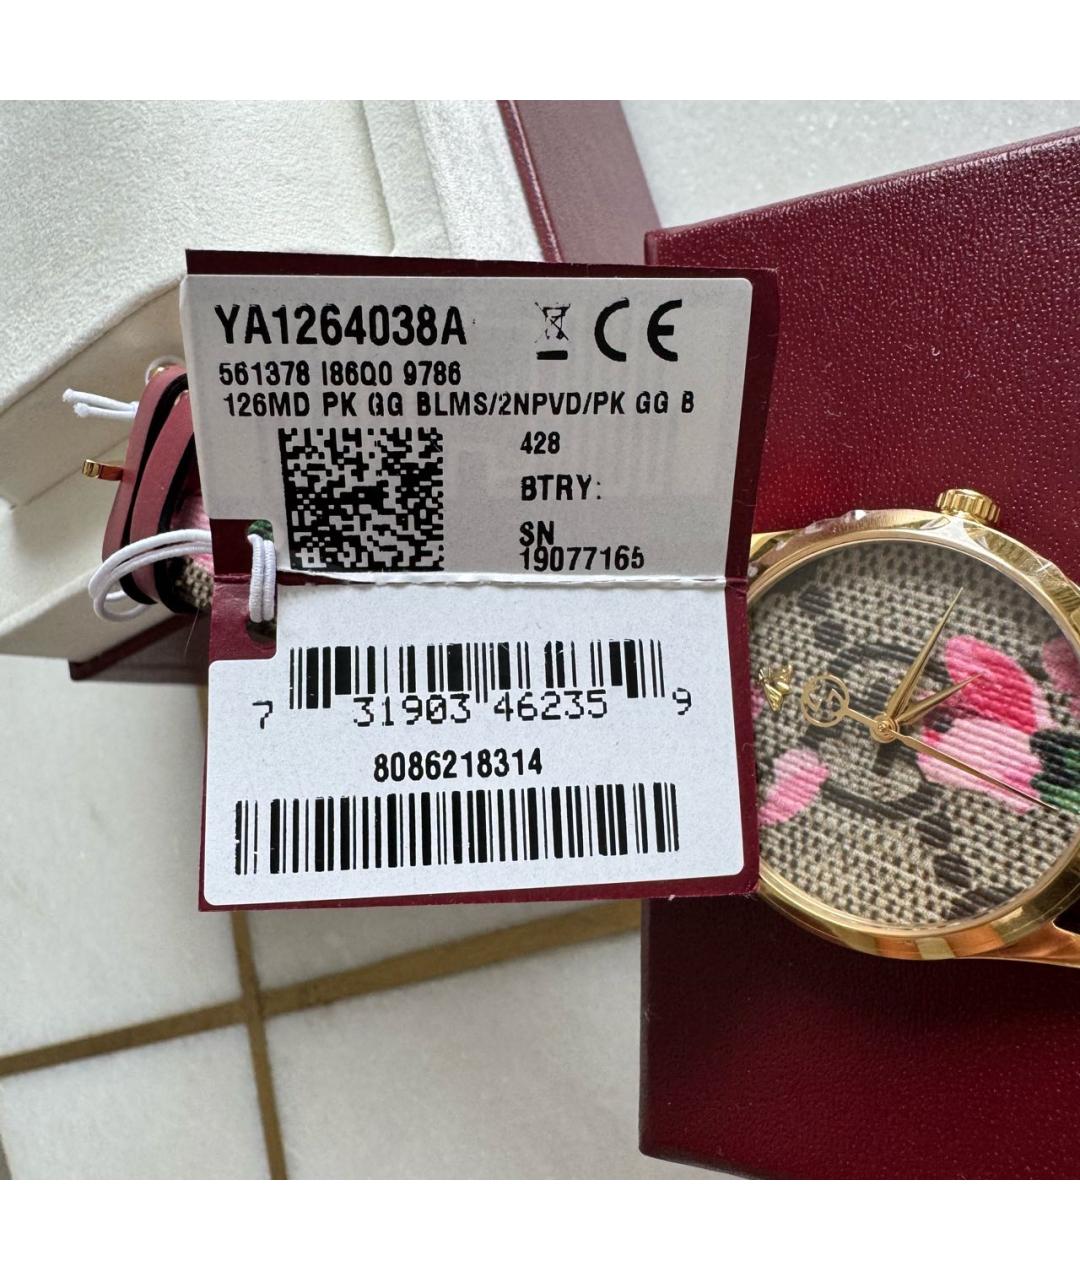 YA1264038A
CE
561378 I86Q0 9786
126MD PK GG BLMS/2NPVD/PK GG B
428
BTRY:
SN
19077165
7 31903 46235 9
8086218314